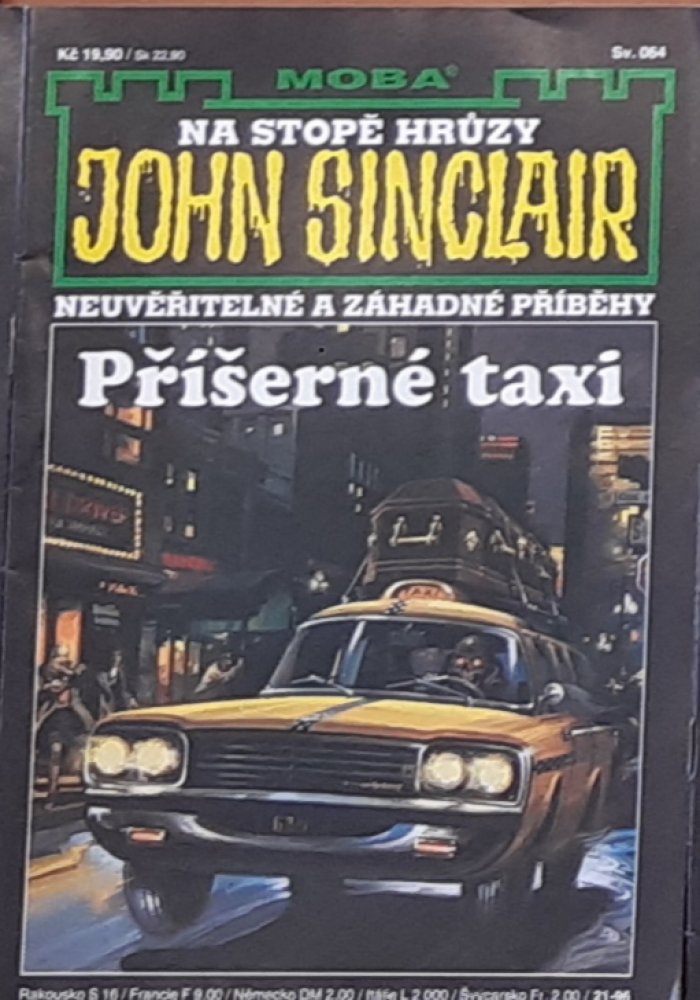 Kč 19,90 / Sk 22,90 Sv. 064
MOBA®
NA STOPĚ HRŮZY
JOHN SINCLAIR
NEUVĚŘITELNÉ A ZÁHADNÉ PŘÍBĚHY
Příšerné taxi
TAXI
Rakousko S 16 / Francie F 9,00 / Německo DM 2,00 / Itálie L 2 000 / Švýcarsko Fr. 2,00 / 21-96